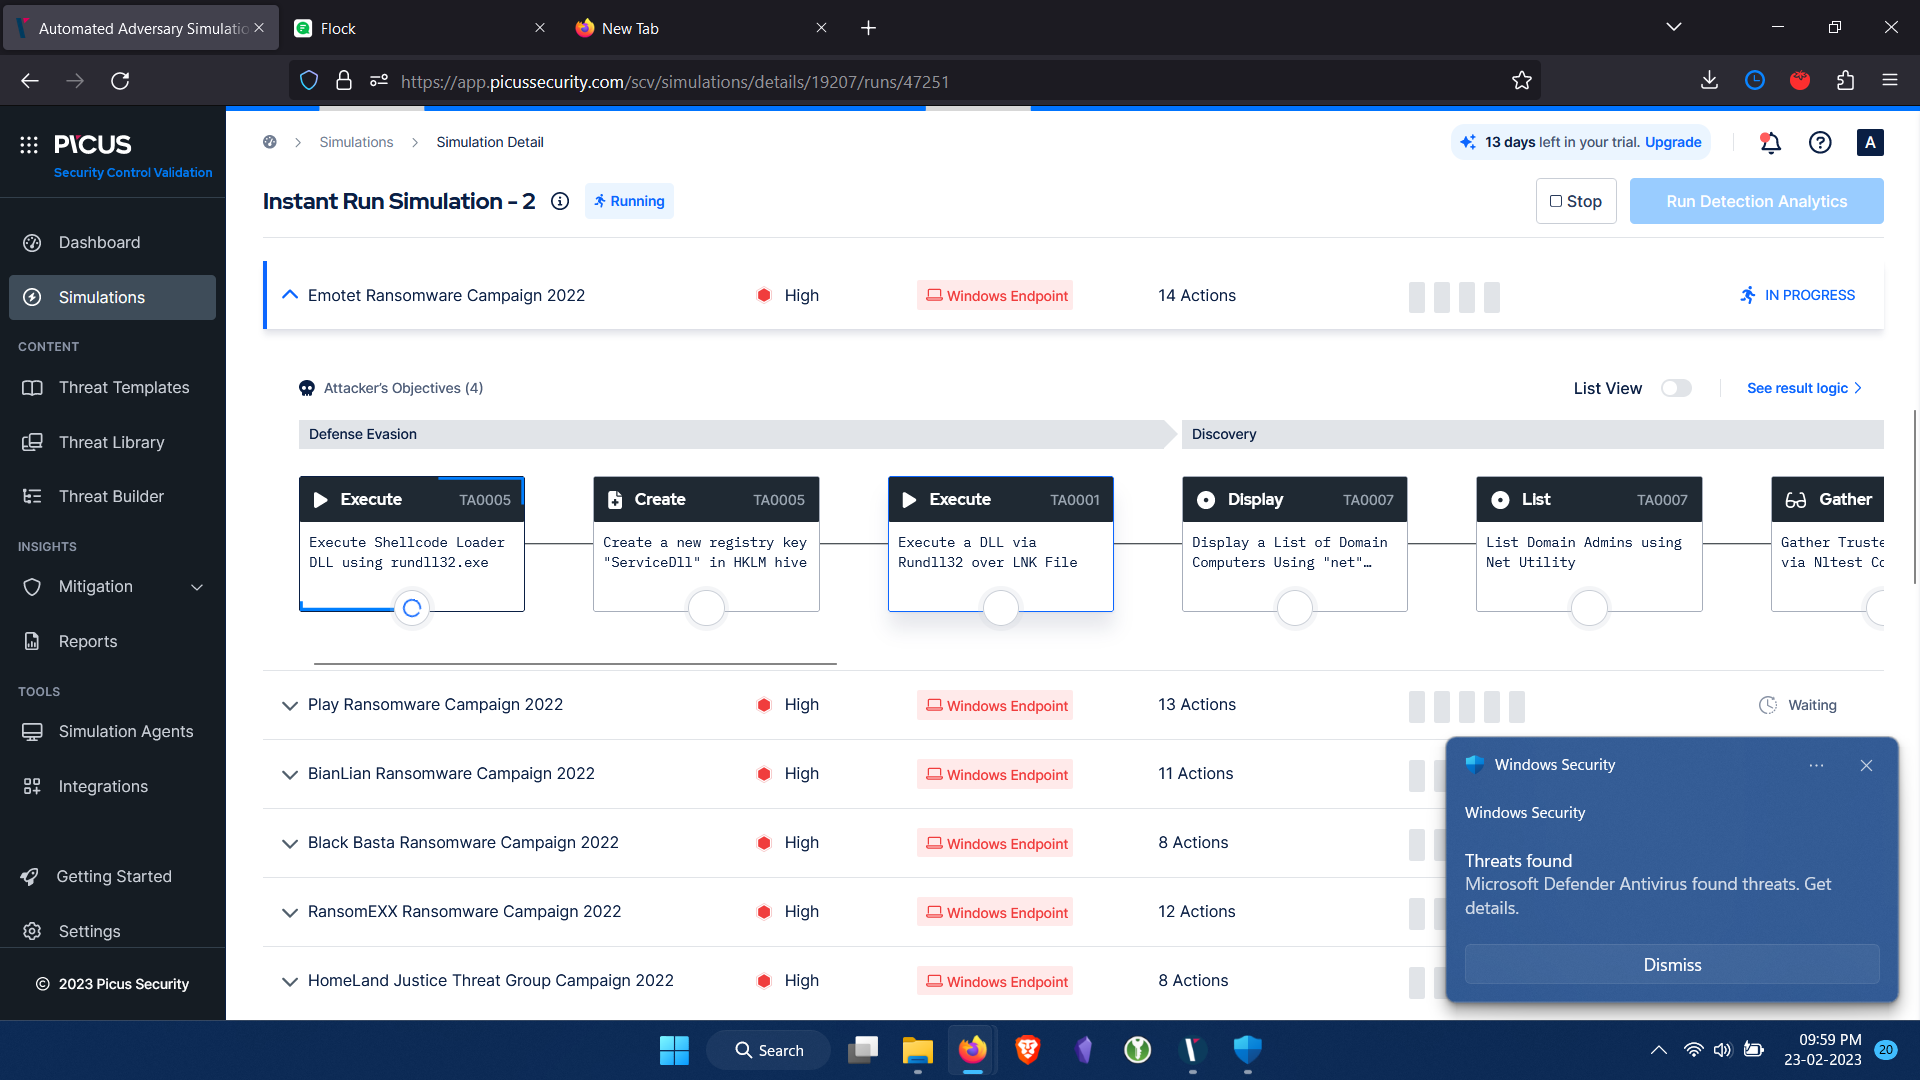 Automated Adversary Simulatio
Flock
New Tab
https://app.picussecurity.com/scv/simulations/details/19207/runs/47251
PICUS
Security Control Validation
Dashboard
Simulations
CONTENT
Threat Templates
Threat Library
Threat Builder
INSIGHTS
Mitigation
Reports
TOOLS
Simulation Agents
Integrations
Getting Started
Settings
© 2023 Picus Security
Simulations
Simulation Detail
13 days left in your trial. Upgrade
A
Instant Run Simulation - 2
Running
Stop
Run Detection Analytics
Emotet Ransomware Campaign 2022
High
Windows Endpoint
14 Actions
IN PROGRESS
Attacker's Objectives (4)
List View
See result logic
Defense Evasion
Discovery
Execute TA0005
Execute Shellcode Loader
DLL using rundll32.exe
Create TA0005
Create a new registry key
"ServiceDll" in HKLM hive
Execute TA0001
Execute a DLL via
Rundll32 over LNK File
Display TA0007
Display a List of Domain
Computers Using "net"…
List TA0007
List Domain Admins using
Net Utility
Gather
Gather Truste
via Nltest Co
Play Ransomware Campaign 2022
High
Windows Endpoint
13 Actions
Waiting
BianLian Ransomware Campaign 2022
High
Windows Endpoint
11 Actions
Black Basta Ransomware Campaign 2022
High
Windows Endpoint
8 Actions
RansomEXX Ransomware Campaign 2022
High
Windows Endpoint
12 Actions
HomeLand Justice Threat Group Campaign 2022
High
Windows Endpoint
8 Actions
Windows Security
Windows Security
Threats found
Microsoft Defender Antivirus found threats. Get
details.
Dismiss
Search
09:59 PM
23-02-2023
20